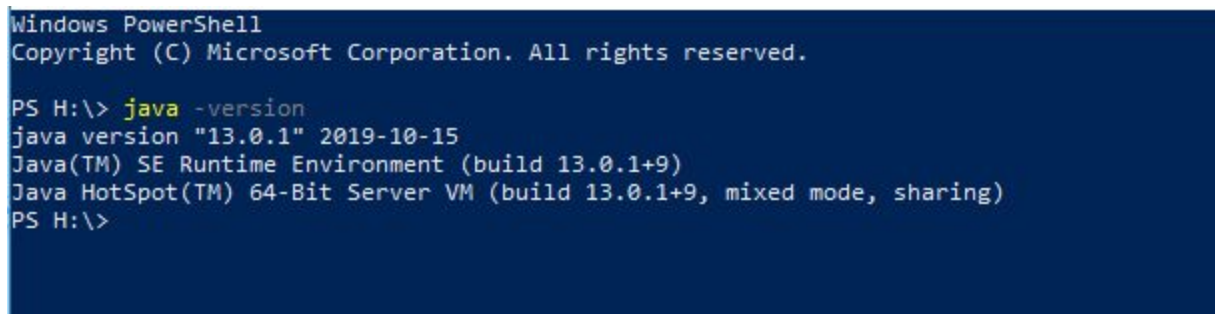 Windows PowerShell
Copyright (C) Microsoft Corporation. All rights reserved.
PS H:\> java -version
java version "13.0.1" 2019-10-15
Java(TM) SE Runtime Environment (build 13.0.1+9)
Java HotSpot(TM) 64-Bit Server VM (build 13.0.1+9, mixed mode, sharing)
PS H:\>